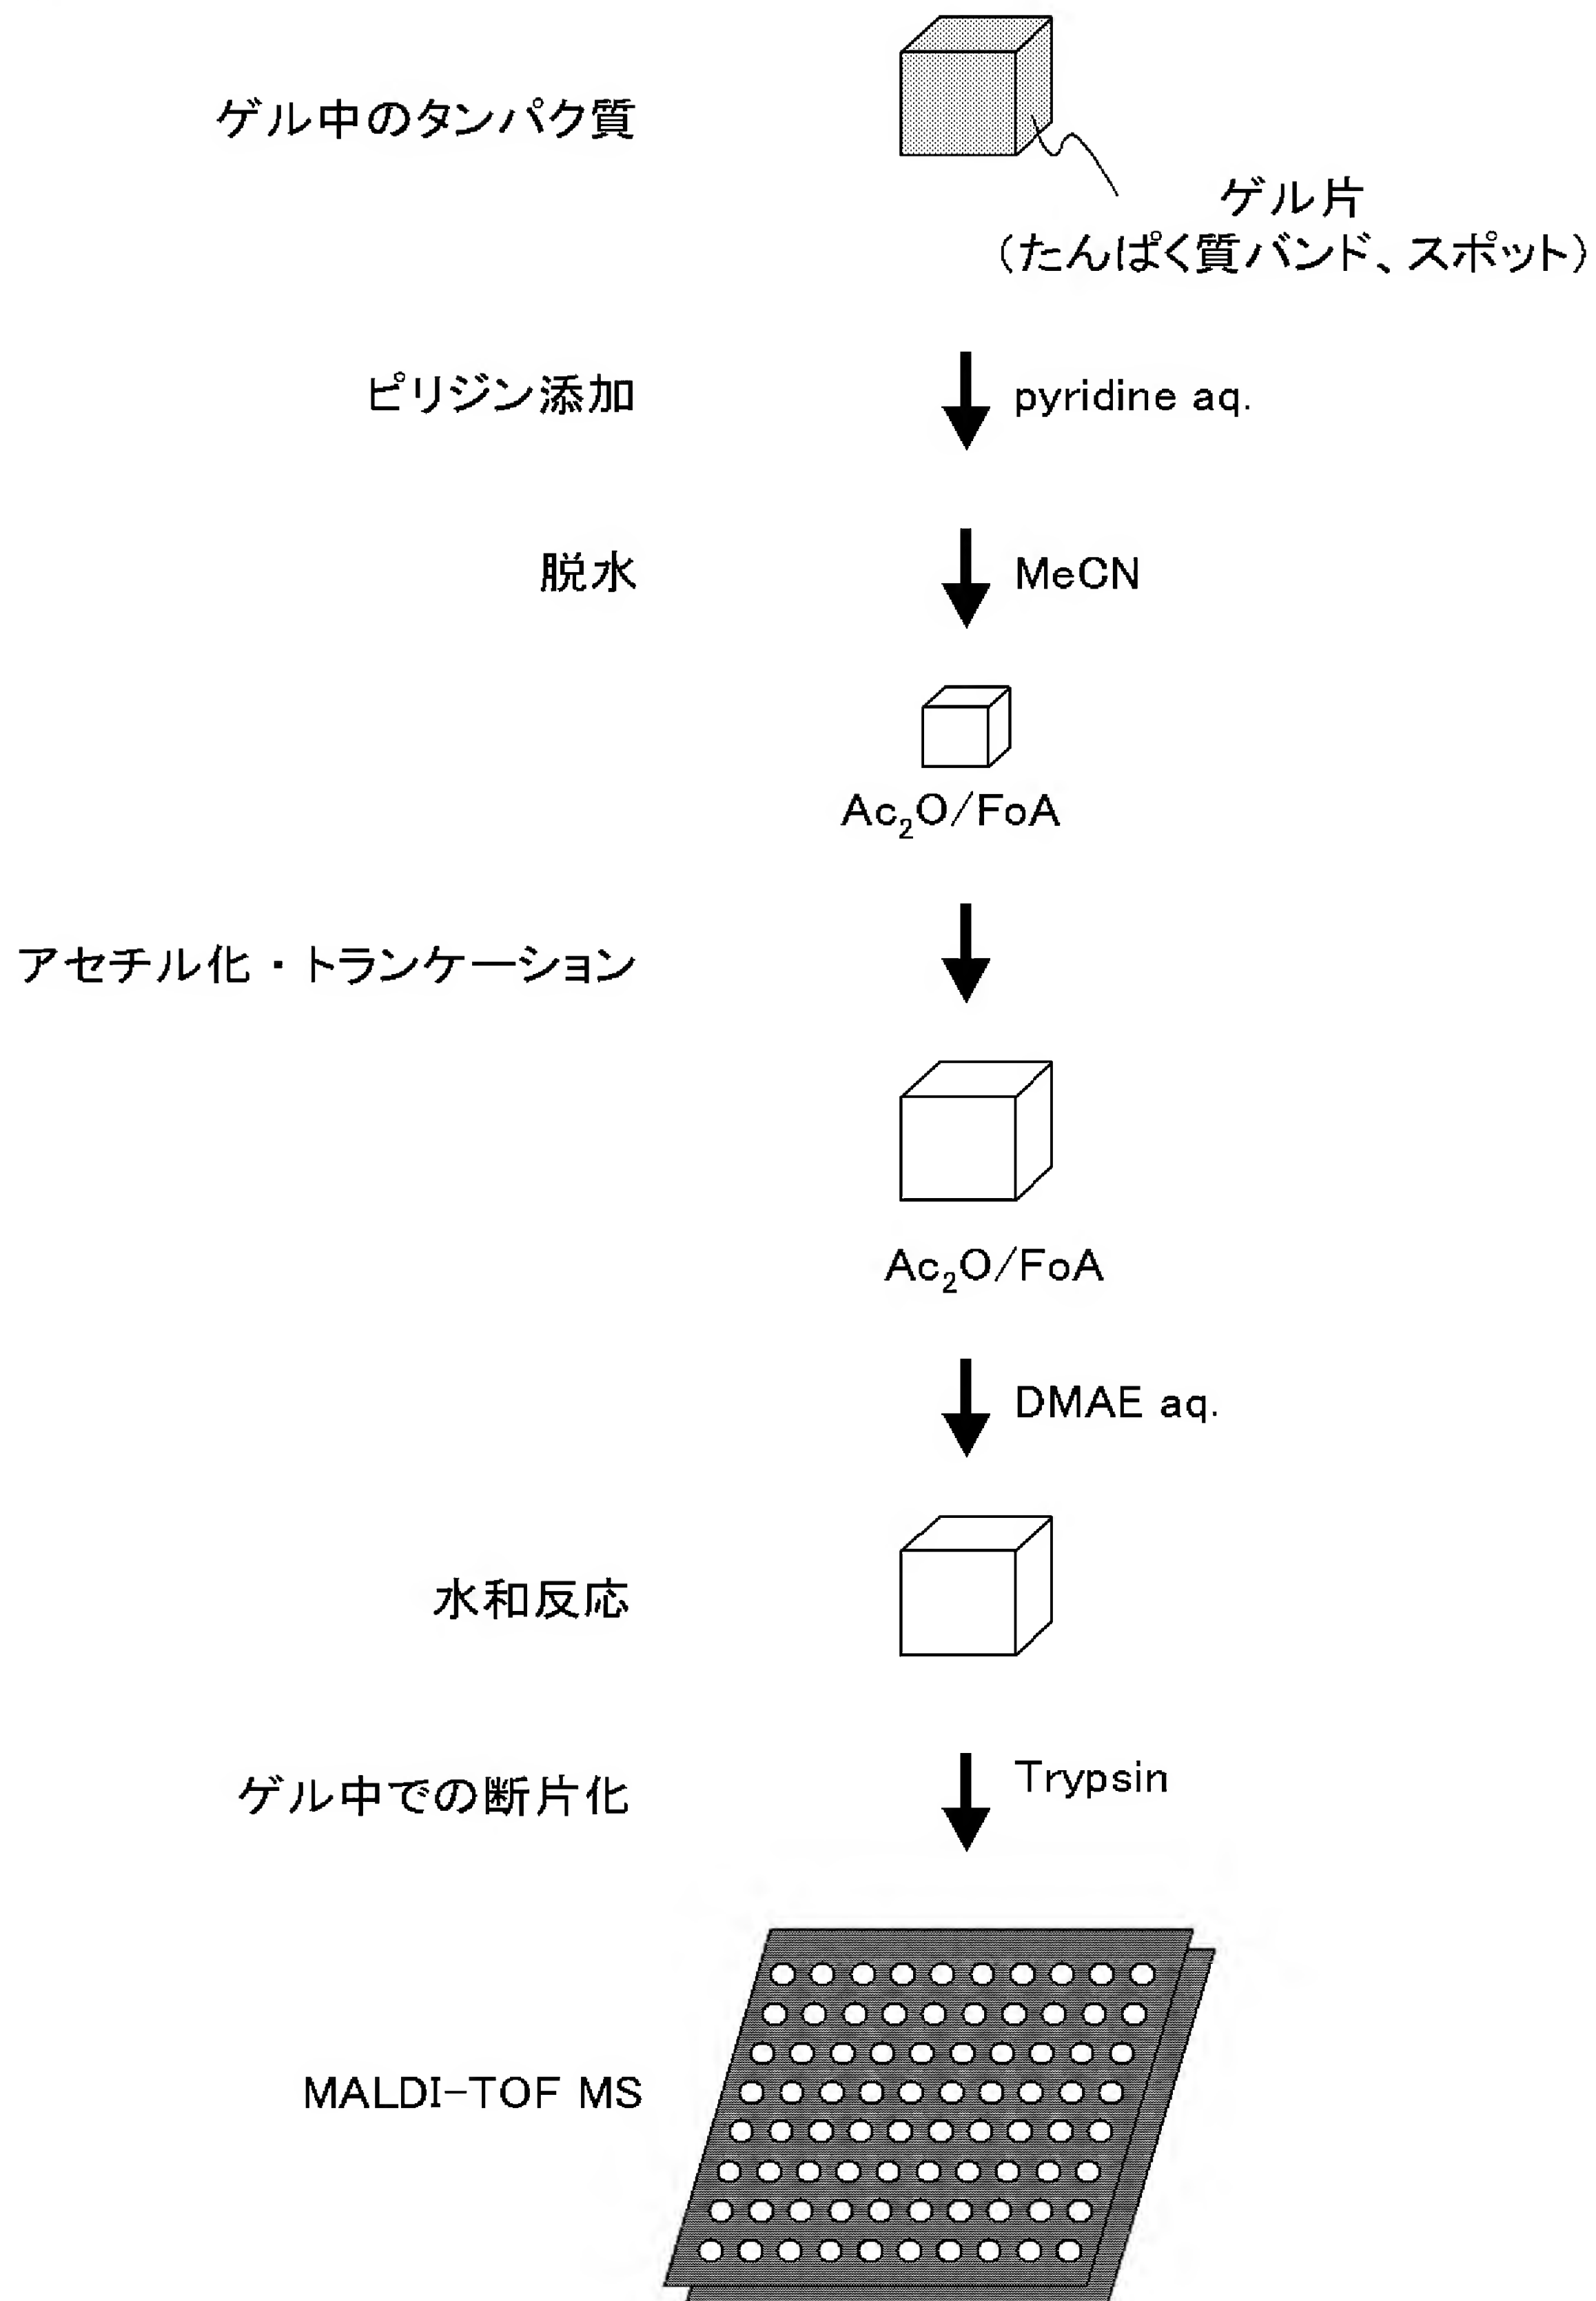 ゲル中のタンパク質
ゲル片
（たんぱく質バンド、スポット）
ピリジン添加
pyridine aq.
脱水
MeCN
Ac₂O/FoA
アセチル化・トランケーション
Ac₂O/FoA
DMAE aq.
水和反応
ゲル中での断片化
Trypsin
MALDI-TOF MS